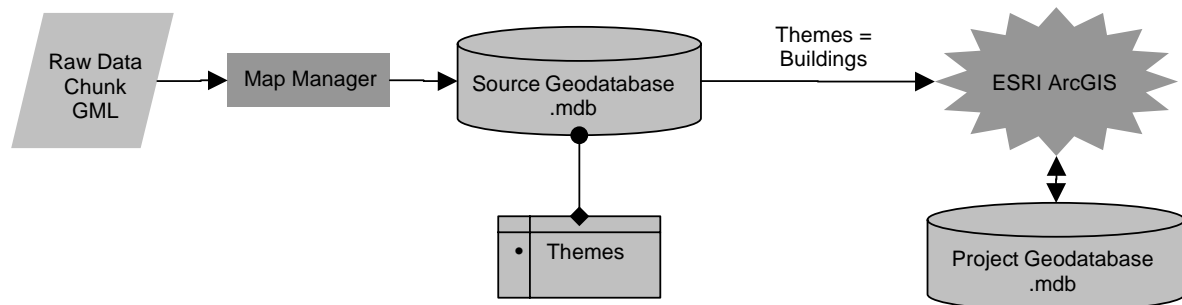 Raw Data
Chunk
GML
Map Manager
Source Geodatabase
.mdb
Themes =
Buildings
ESRI ArcGIS
Themes
Project Geodatabase
.mdb